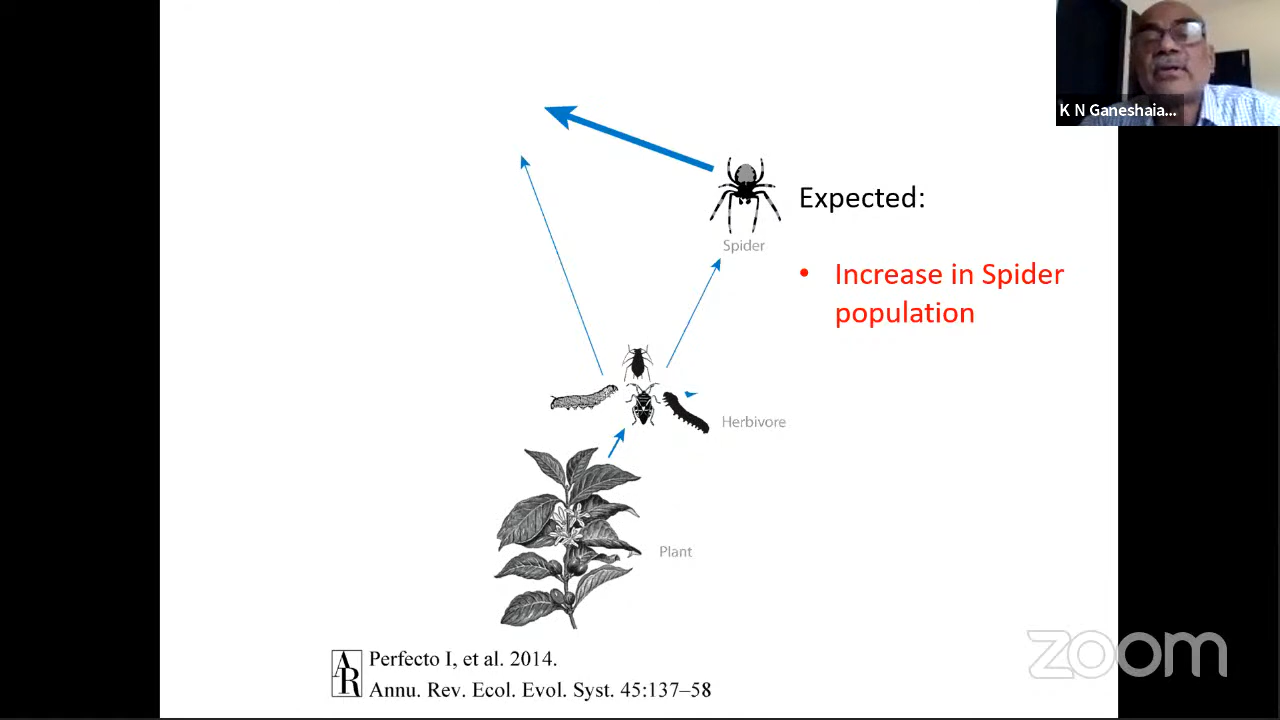 K N Ganeshaia...
Expected:
Spider
• Increase in Spider
population
Herbivore
Plant
AR
Perfecto I, et al. 2014.
Annu. Rev. Ecol. Evol. Syst. 45:137–58
zoom